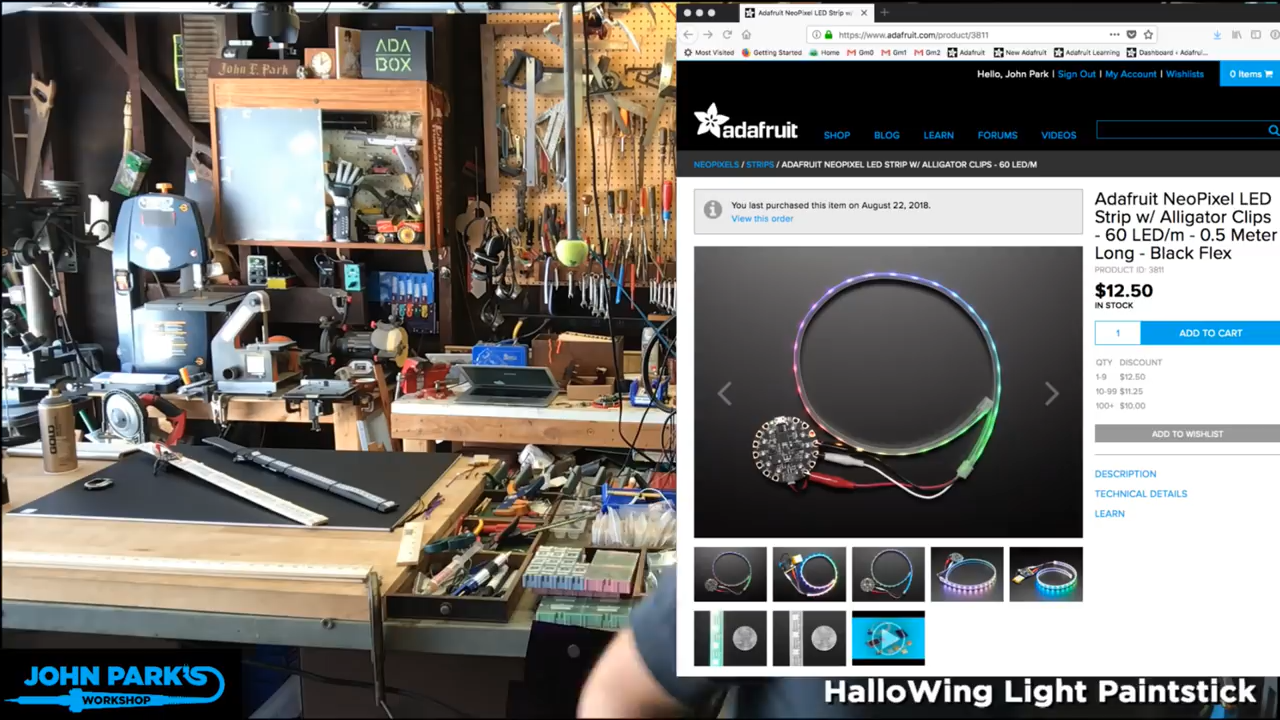 John E. Park
ADA
BOX
GOLD
JOHN PARK'S
WORKSHOP
Adafruit NeoPixel LED Strip w/
https://www.adafruit.com/product/3811
Most Visited
Getting Started
Home
Gm0
Gm1
Gm2
Adafruit
New Adafruit
Adafruit Learning
Dashboard ‹ Adafru...
Hello, John Park | Sign Out | My Account | Wishlists
0 Items
adafruit
SHOP
BLOG
LEARN
FORUMS
VIDEOS
NEOPIXELS / STRIPS / ADAFRUIT NEOPIXEL LED STRIP W/ ALLIGATOR CLIPS - 60 LED/M
You last purchased this item on August 22, 2018.
View this order
Adafruit NeoPixel LED
Strip w/ Alligator Clips
- 60 LED/m - 0.5 Meter
Long - Black Flex
PRODUCT ID: 3811
$12.50
IN STOCK
1
ADD TO CART
QTY DISCOUNT
1-9 $12.50
10-99 $11.25
100+ $10.00
ADD TO WISHLIST
DESCRIPTION
TECHNICAL DETAILS
LEARN
HalloWing Light Paintstick